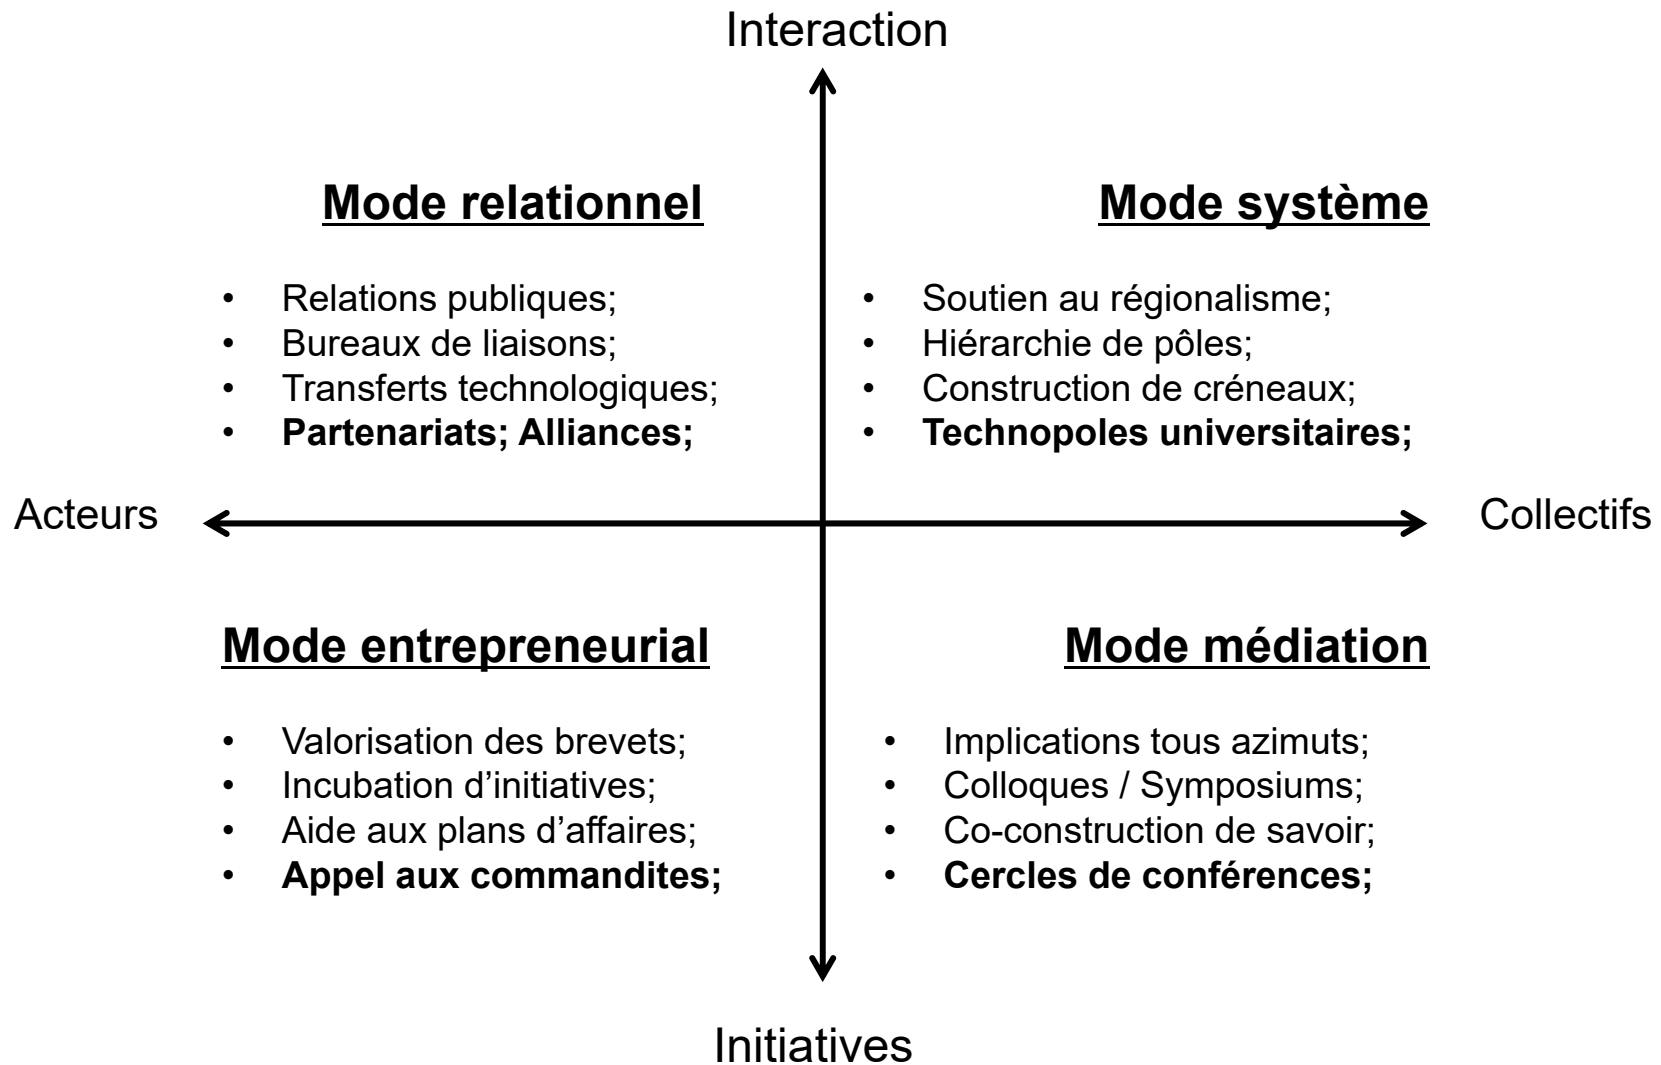 Interaction
Mode relationnel
• Relations publiques;
• Bureaux de liaisons;
• Transferts technologiques;
• Partenariats; Alliances;
Mode système
• Soutien au régionalisme;
• Hiérarchie de pôles;
• Construction de créneaux;
• Technopoles universitaires;
Acteurs
Collectifs
Mode entrepreneurial
• Valorisation des brevets;
• Incubation d’initiatives;
• Aide aux plans d’affaires;
• Appel aux commandites;
Mode médiation
• Implications tous azimuts;
• Colloques / Symposiums;
• Co-construction de savoir;
• Cercles de conférences;
Initiatives